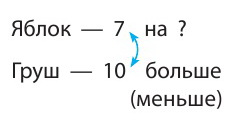 Яблок — 7 на ?
Груш — 10 больше
(меньше)